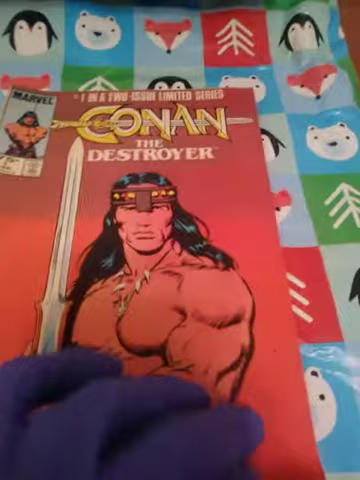 MARVEL
#1 IN A TWO-ISSUE LIMITED SERIES
CONAN
THE
DESTROYER